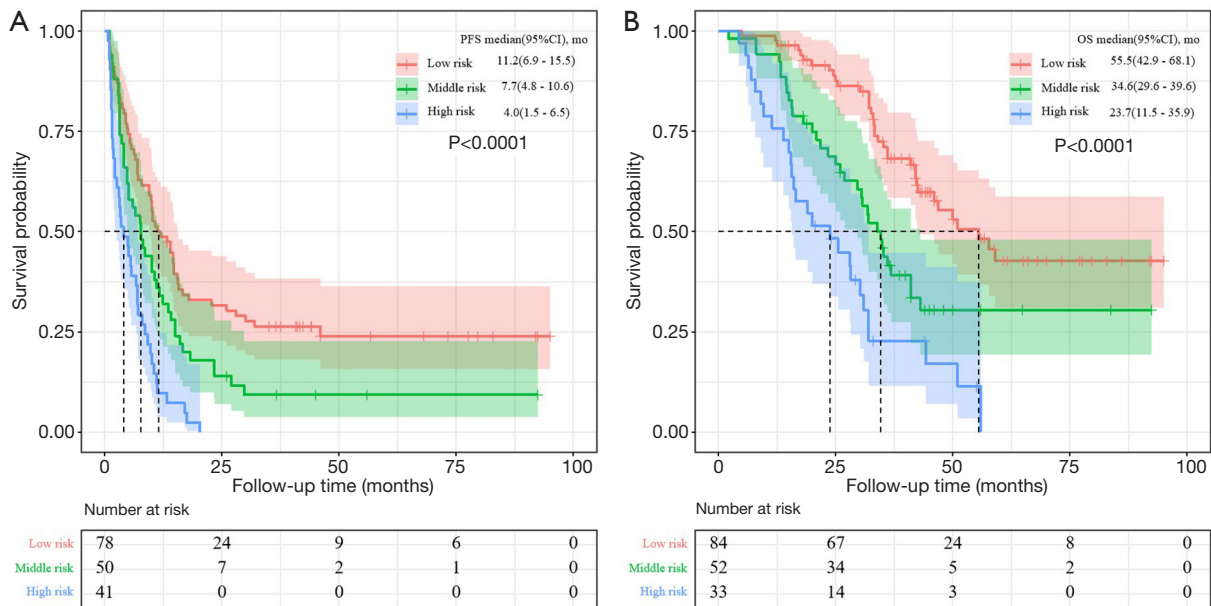 A
PFS median(95%CI), mo
Low risk 11.2(6.9 - 15.5)
Middle risk 7.7(4.8 - 10.6)
High risk 4.0(1.5 - 6.5)
P<0.0001
Survival probability
1.00
0.75
0.50
0.25
0.00
0 25 50 75 100
Follow-up time (months)
Number at risk
Low risk 78 24 9 6 0
Middle risk 50 7 2 1 0
High risk 41 0 0 0 0
B
OS median(95%CI), mo
Low risk 55.5(42.9 - 68.1)
Middle risk 34.6(29.6 - 39.6)
High risk 23.7(11.5 - 35.9)
P<0.0001
Survival probability
1.00
0.75
0.50
0.25
0.00
0 25 50 75 100
Follow-up time (months)
Number at risk
Low risk 84 67 24 8 0
Middle risk 52 34 5 2 0
High risk 33 14 3 0 0